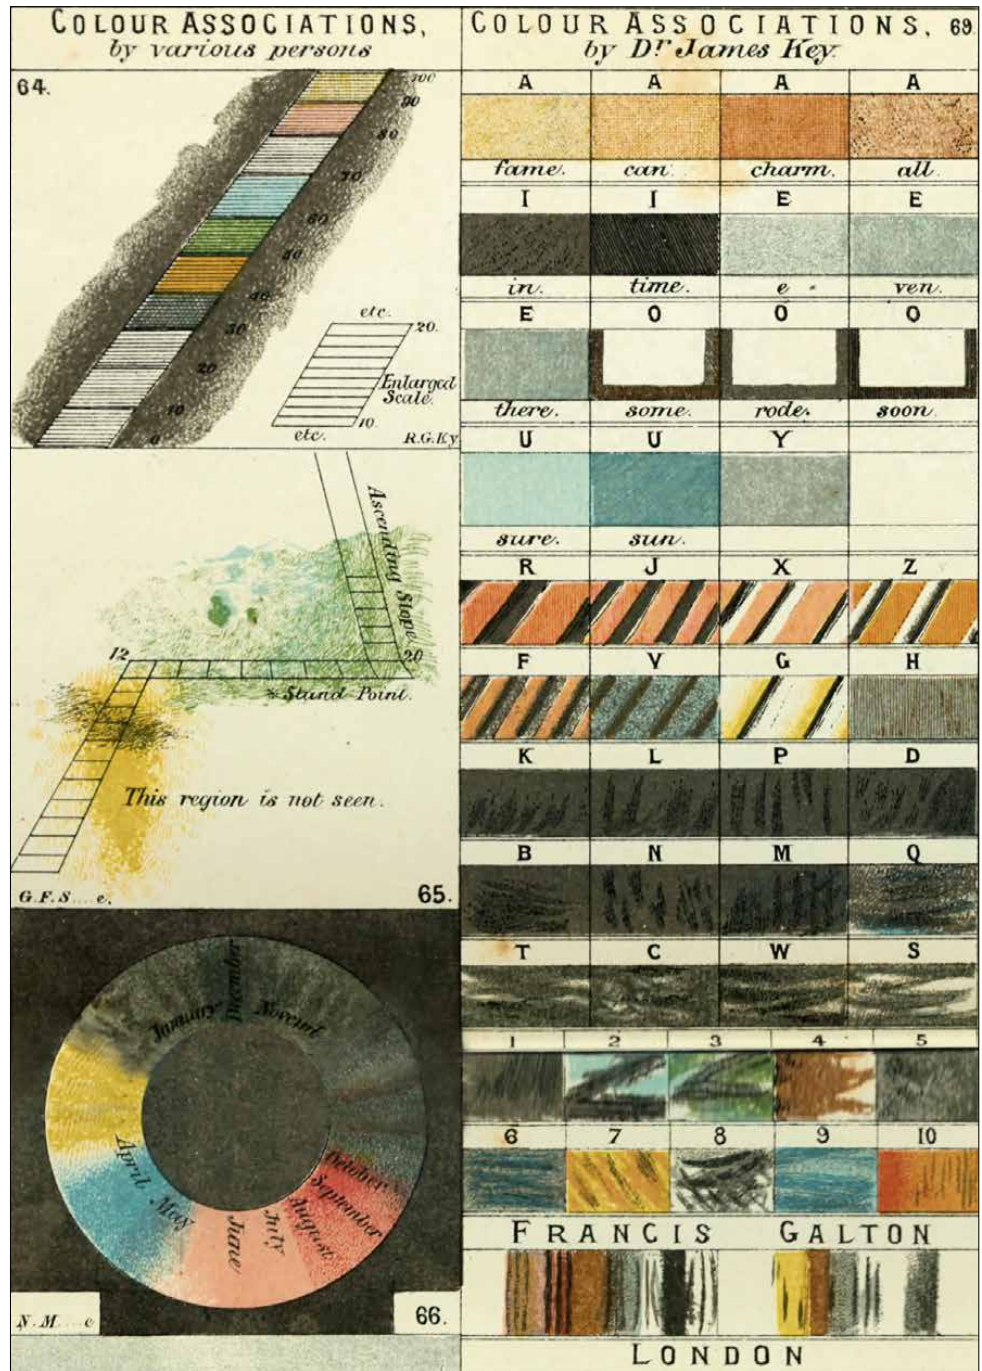 COLOUR ASSOCIATIONS,
by various persons
64.
100
90
80
70
60
50
40
30
20
10
0
etc.
20.
Enlarged
Scale.
10.
etc.
R.G.Ky
Ascending Slope
12
20
* Stand Point.
This region is not seen.
G.F.S....e.
65.
January
December
Novemb.
April
May
June
July
August
September
October
N.M....e
66.
COLOUR ASSOCIATIONS, 69.
by Dr James Key.
A A A A
fame. can. charm. all
I I E E
in. time. e - ven.
E O O O
there. some. rode. soon
U U Y
sure. sun.
R J X Z
F V G H
K L P D
B N M Q
T C W S
1 2 3 4 5
6 7 8 9 10
FRANCIS GALTON
LONDON